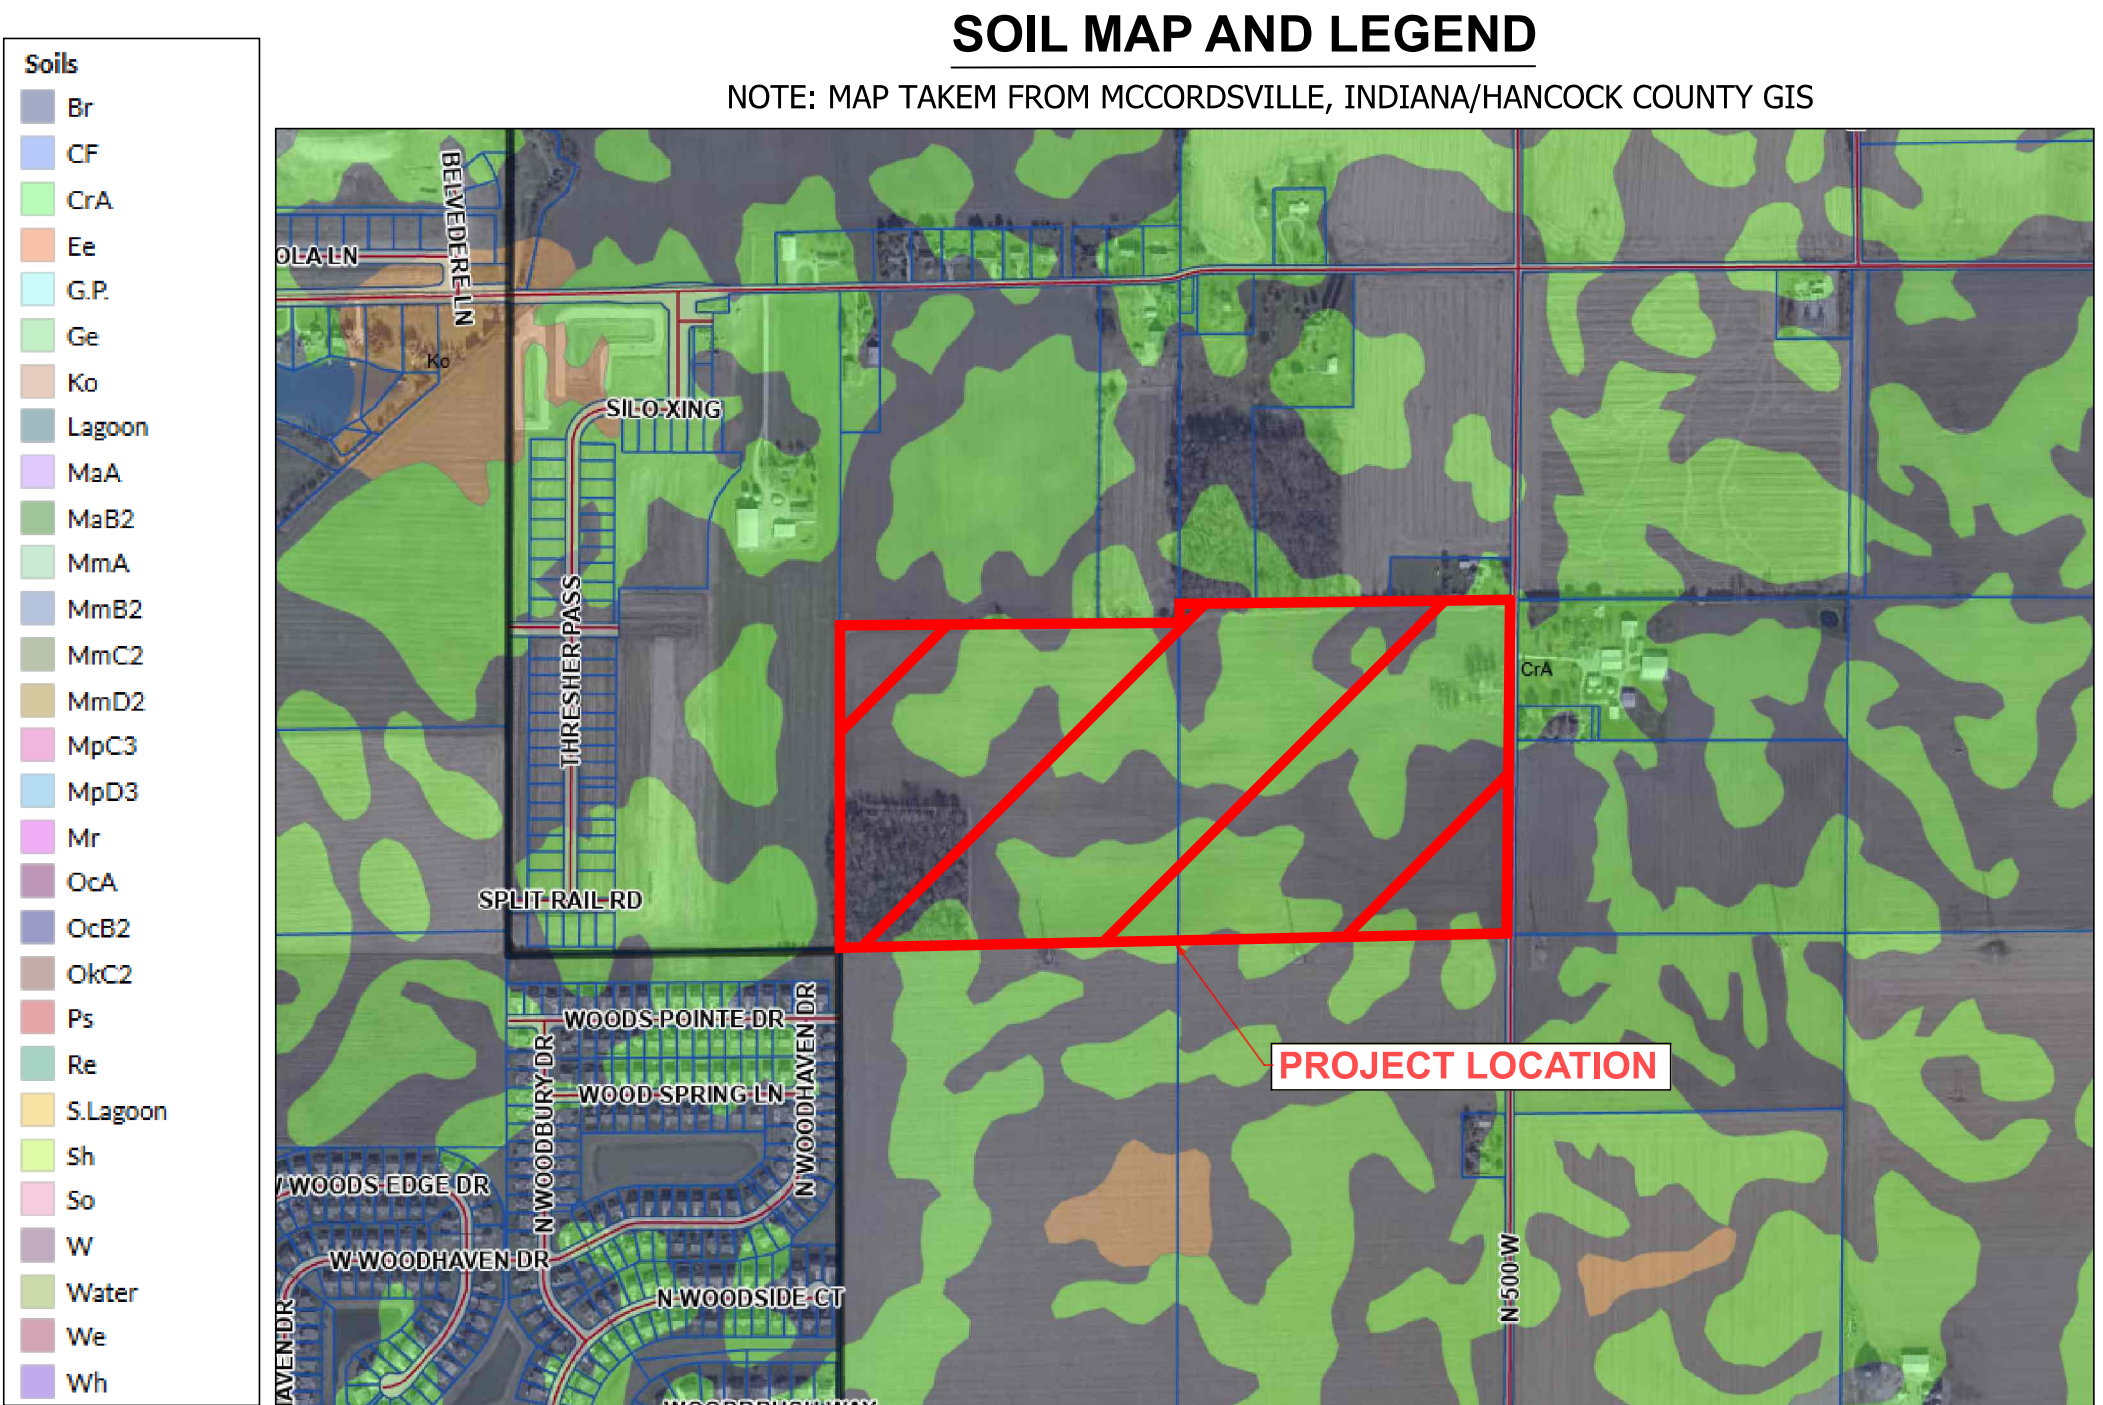 SOIL MAP AND LEGEND
NOTE: MAP TAKEM FROM MCCORDSVILLE, INDIANA/HANCOCK COUNTY GIS
Soils
Br
CF
CrA
Ee
G.P.
Ge
Ko
Lagoon
MaA
MaB2
MmA
MmB2
MmC2
MmD2
MpC3
MpD3
Mr
OcA
OcB2
OkC2
Ps
Re
S.Lagoon
Sh
So
W
Water
We
Wh
BELVEDERE LN
OLA LN
Ko
SILO XING
THRESHER PASS
CrA
SPLIT RAIL RD
WOODS POINTE DR
N WOODBURY DR
N WOODHAVEN DR
WOOD SPRING LN
PROJECT LOCATION
W WOODS EDGE DR
W WOODHAVEN DR
N WOODSIDE CT
N 500 W
AVEN DR